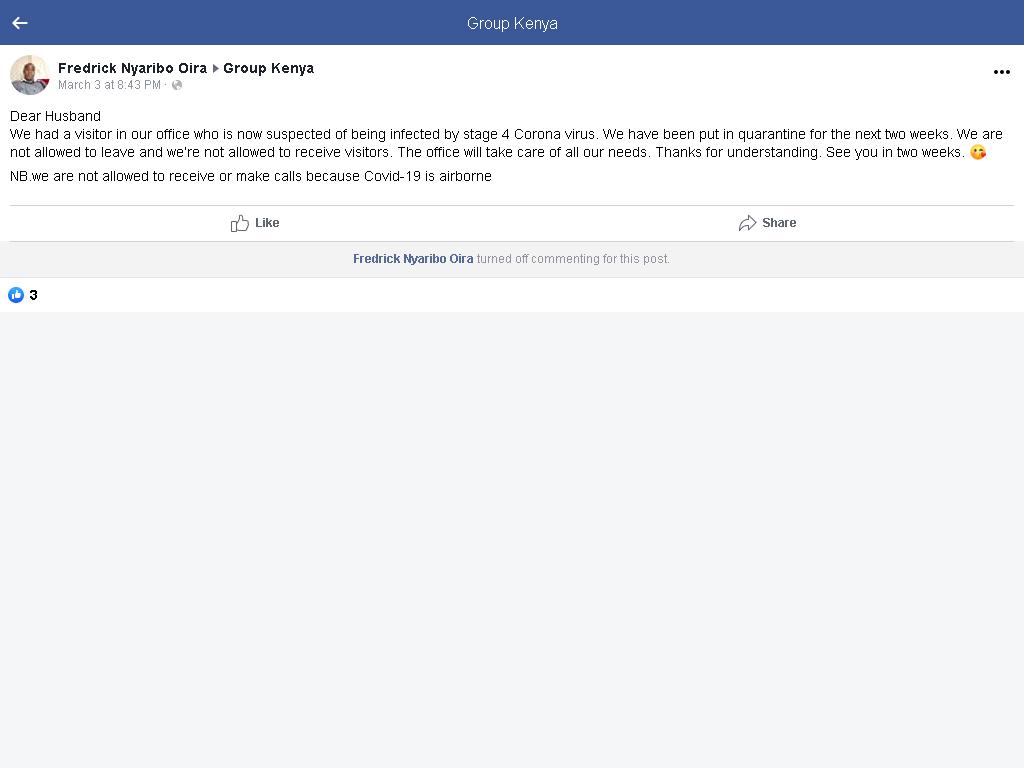 Group Kenya
Fredrick Nyaribo Oira ▸ Group Kenya
March 3 at 8:43 PM ·
Dear Husband
We had a visitor in our office who is now suspected of being infected by stage 4 Corona virus. We have been put in quarantine for the next two weeks. We are
not allowed to leave and we're not allowed to receive visitors. The office will take care of all our needs. Thanks for understanding. See you in two weeks. 😋
NB.we are not allowed to receive or make calls because Covid-19 is airborne
Like
Share
Fredrick Nyaribo Oira turned off commenting for this post.
3